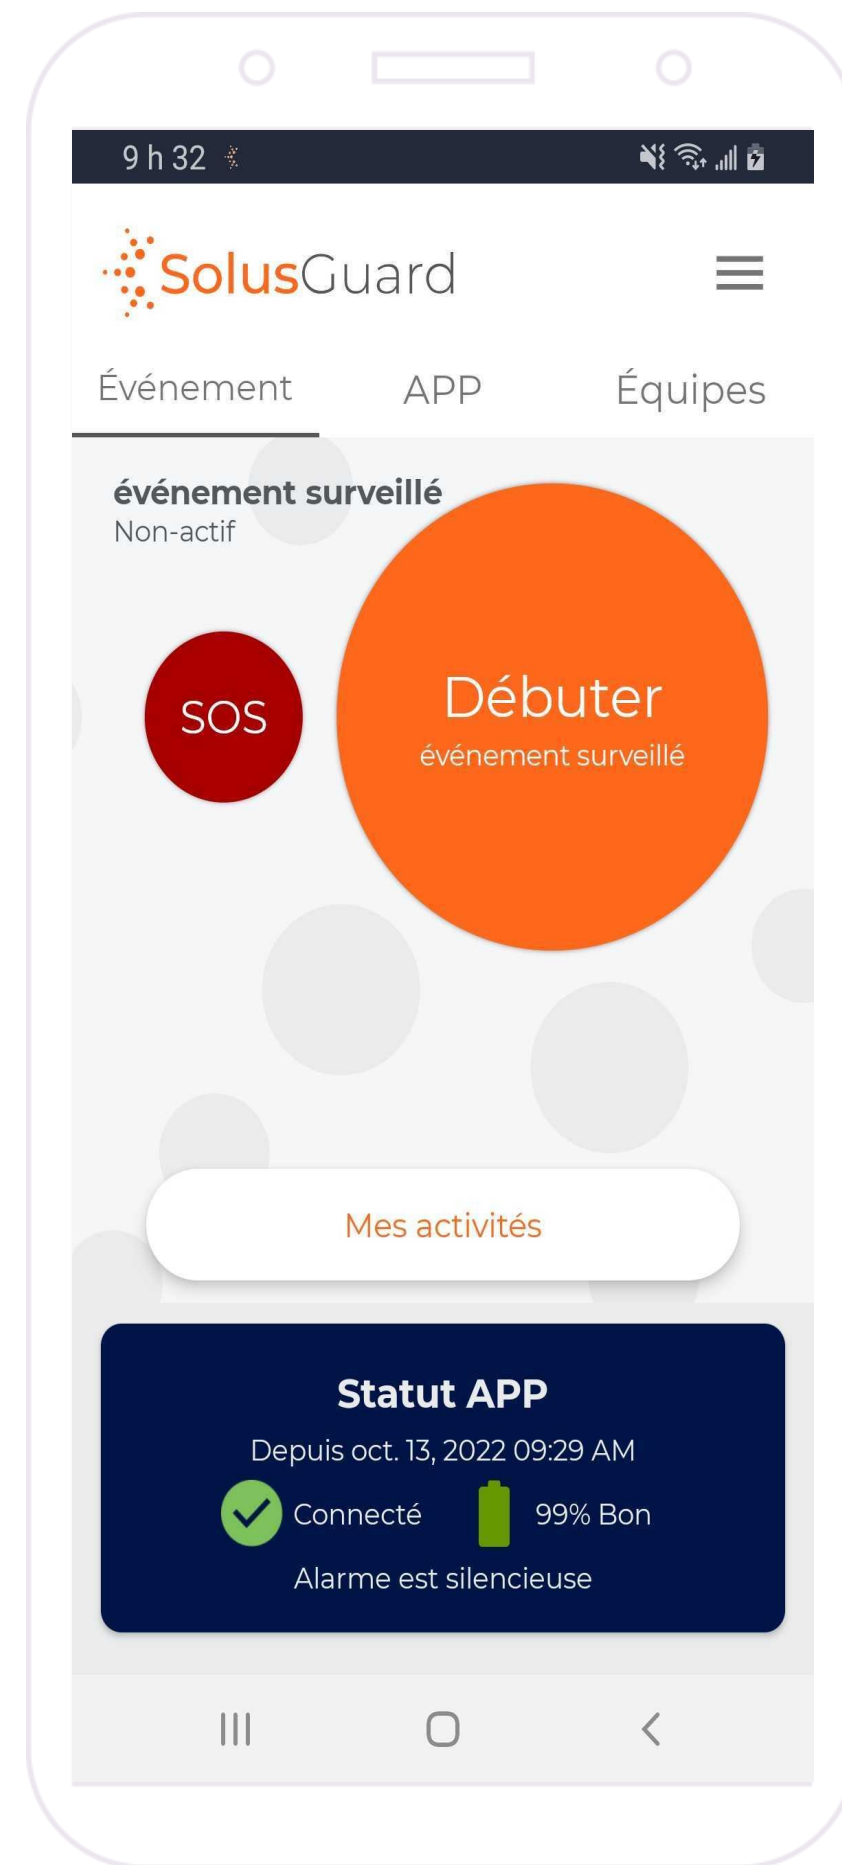 9 h 32
SolusGuard
Événement APP Équipes
événement surveillé
Non-actif
SOS
Débuter
événement surveillé
Mes activités
Statut APP
Depuis oct. 13, 2022 09:29 AM
Connecté 99% Bon
Alarme est silencieuse